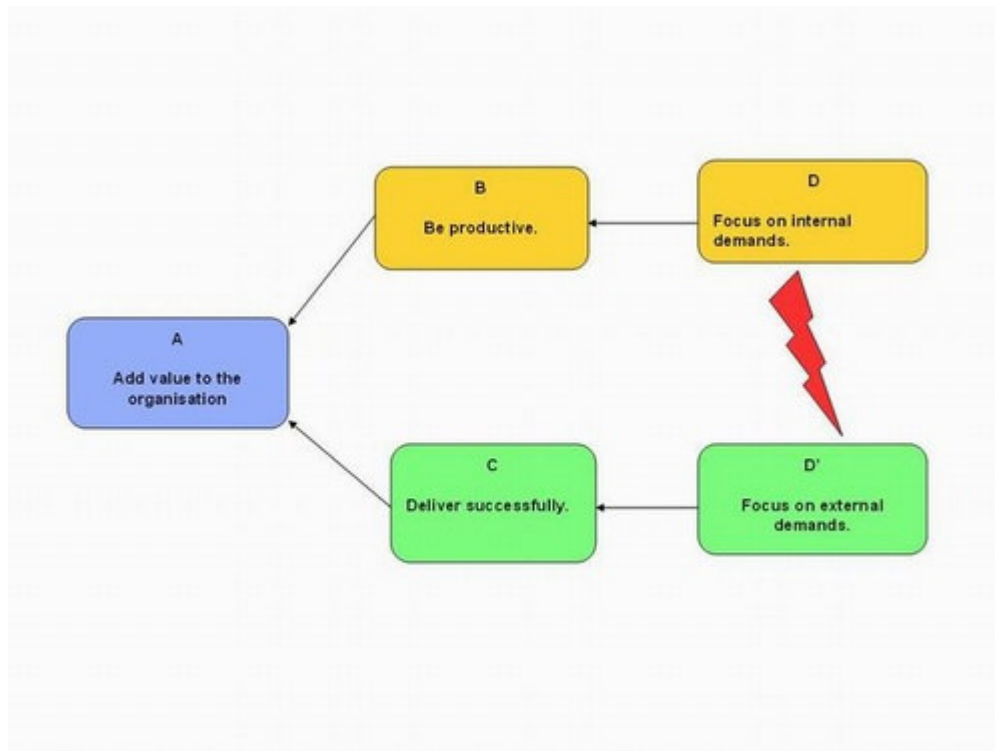 B
Be productive.
D
Focus on internal
demands.
A
Add value to the
organisation
C
Deliver successfully.
D'
Focus on external
demands.